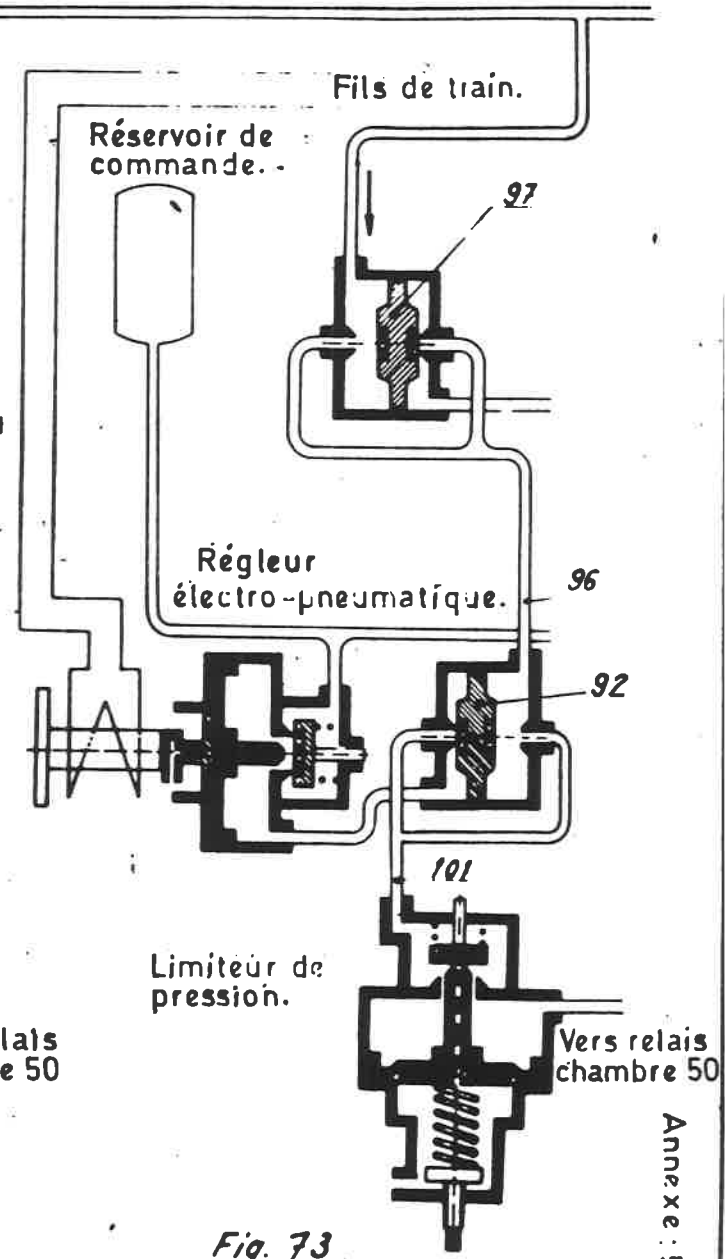 Fils de train.
Réservoir de
commande.
97
Régleur
électro-pneumatique.
96
92
101
Limiteur de
pression.
e 50
Vers relais
chambre 50
Annexe :
Fig. 73